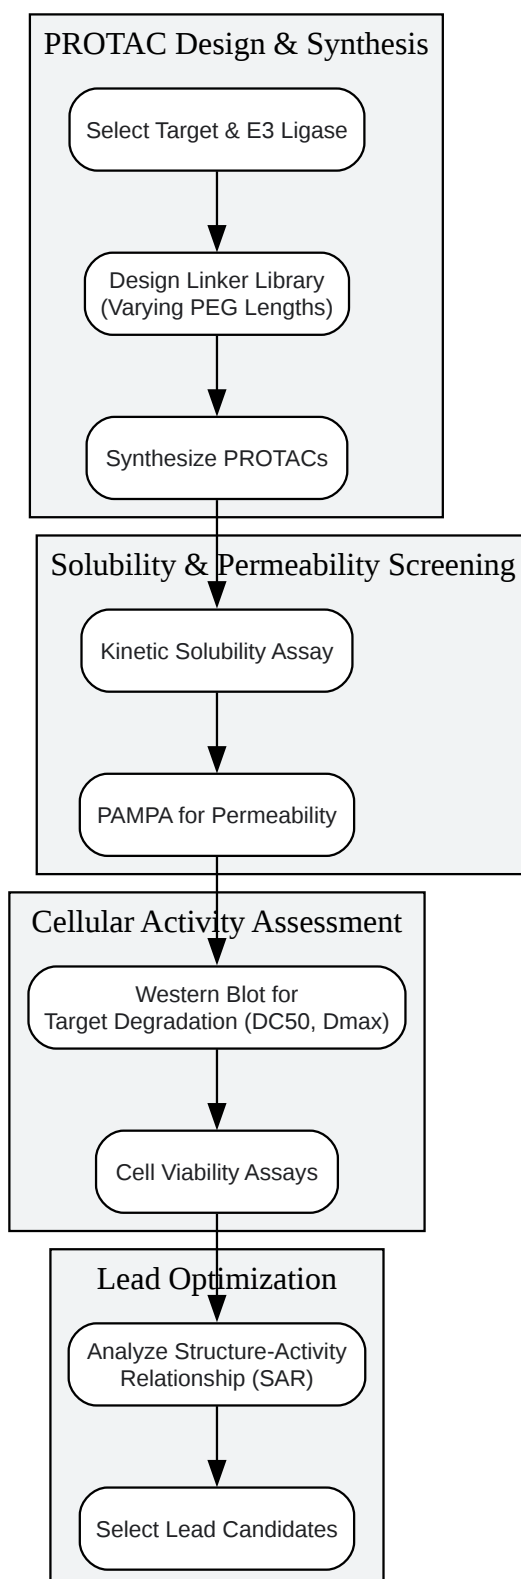 PROTAC Design & Synthesis
Select Target & E3 Ligase
Design Linker Library
(Varying PEG Lengths)
Synthesize PROTACs
Solubility & Permeability Screening
Kinetic Solubility Assay
PAMPA for Permeability
Cellular Activity Assessment
Western Blot for
Target Degradation (DC50, Dmax)
Cell Viability Assays
Lead Optimization
Analyze Structure-Activity
Relationship (SAR)
Select Lead Candidates